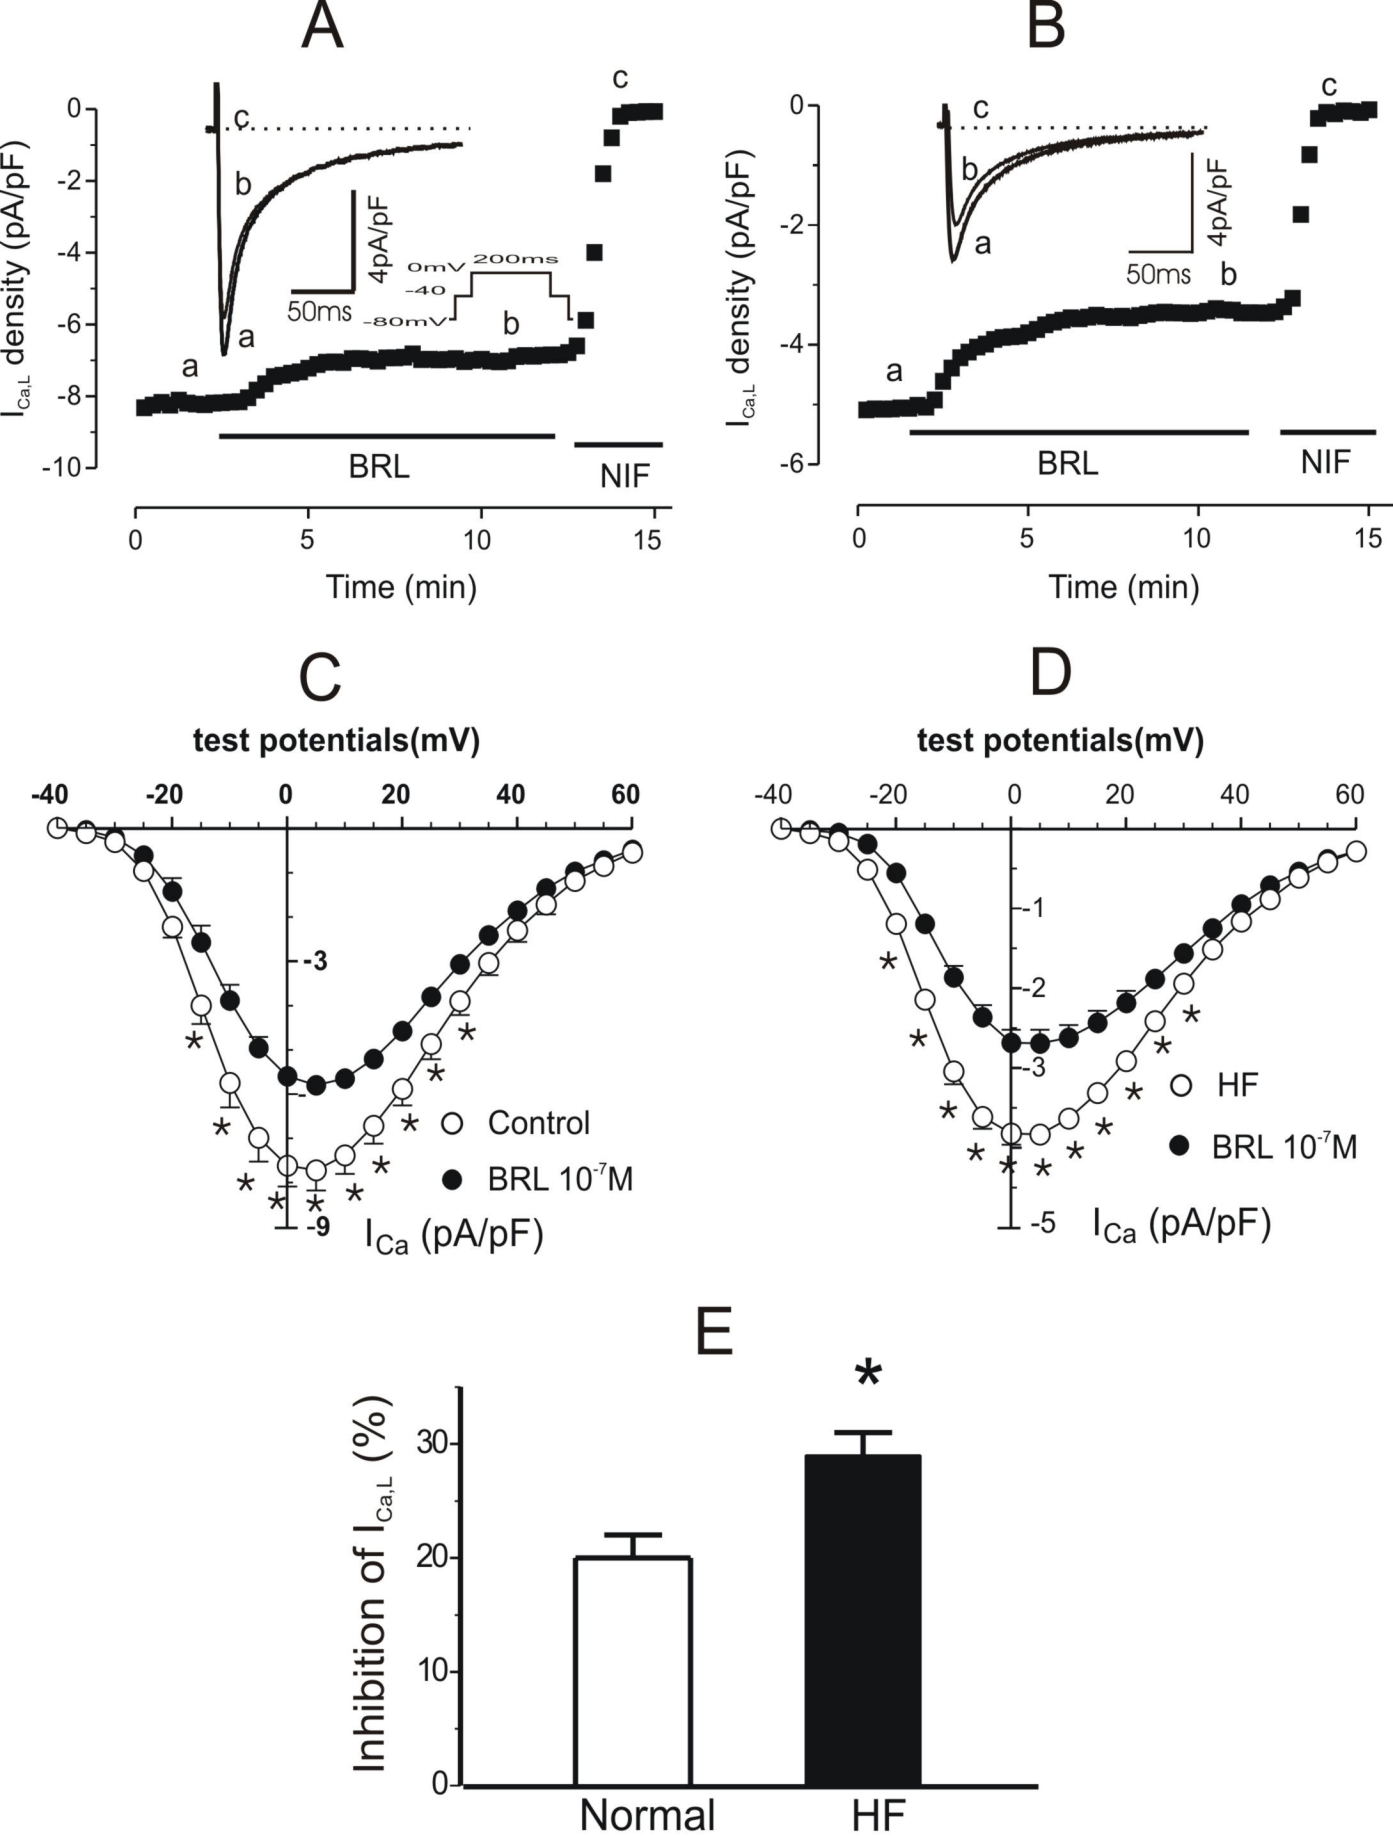 A
0
-2
-4
-6
-8
-10
I Ca,L density (pA/pF)
c
b
a
4pA/pF
50ms
0mV 200ms
-40
-80mV
a
b
c
BRL
NIF
0 5 10 15
Time (min)
B
0
-2
-4
-6
I Ca,L density (pA/pF)
c
b
a
4pA/pF
50ms
a
b
c
BRL
NIF
0 5 10 15
Time (min)
C
test potentials(mV)
-40 -20 0 20 40 60
-3
-
-9
* * * * * * * * * *
Control
BRL 10-7M
ICa (pA/pF)
D
test potentials(mV)
-40 -20 0 20 40 60
-1
-2
-3
-5
* * * * * * * * * * *
HF
BRL 10-7M
ICa (pA/pF)
E
*
30
20
10
0
Inhibition of I Ca,L (%)
Normal HF